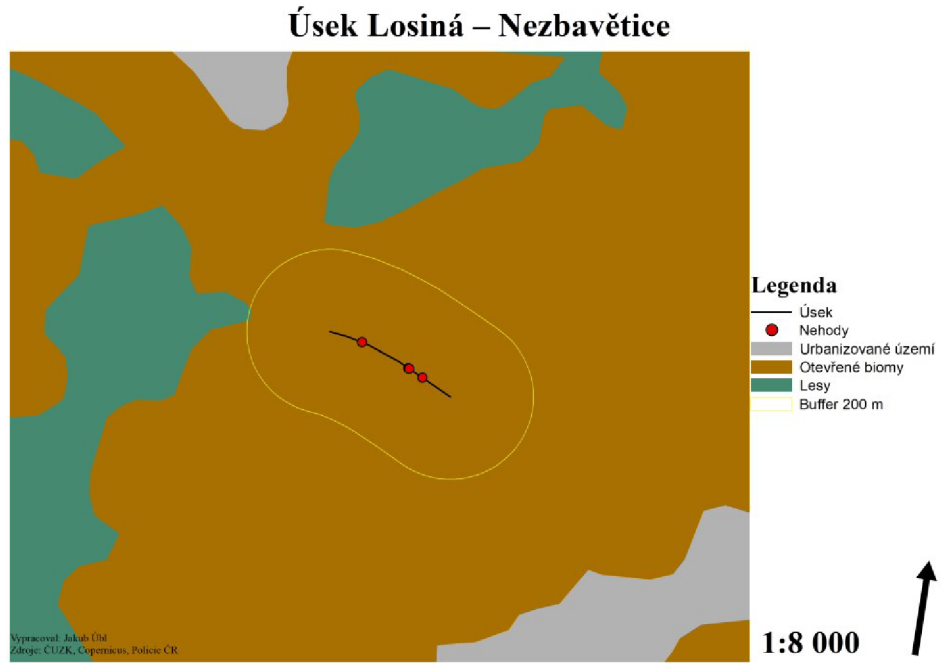 Úsek Losiná – Nezbavětice
Legenda
Úsek
Nehody
Urbanizované území
Otevřené biomy
Lesy
Buffer 200 m
Vypracoval: Jakub Übl
Zdroje: ČUZK, Copernicus, Policie ČR
1:8 000